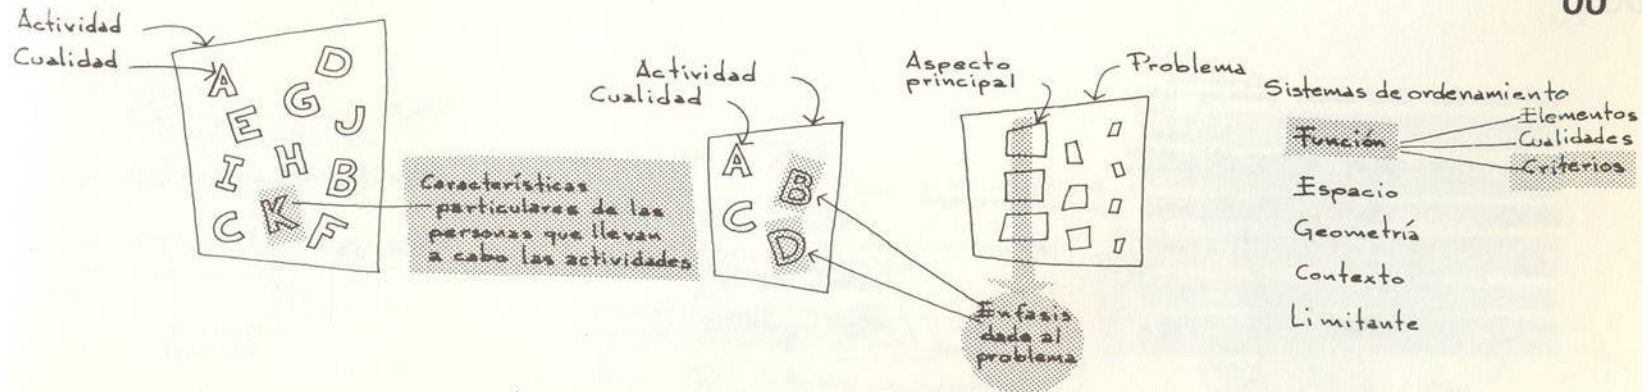 Actividad
Cualidad
A
D
E
G
J
I
H
B
C
K
F
Características
particulares de las
personas que llevan
a cabo las actividades
Actividad
Cualidad
A
B
C
D
Aspecto
principal
Problema
Enfasis
dado al
problema
Sistemas de ordenamiento
Función
Elementos
Cualidades
Criterios
Espacio
Geometría
Contexto
Limitante